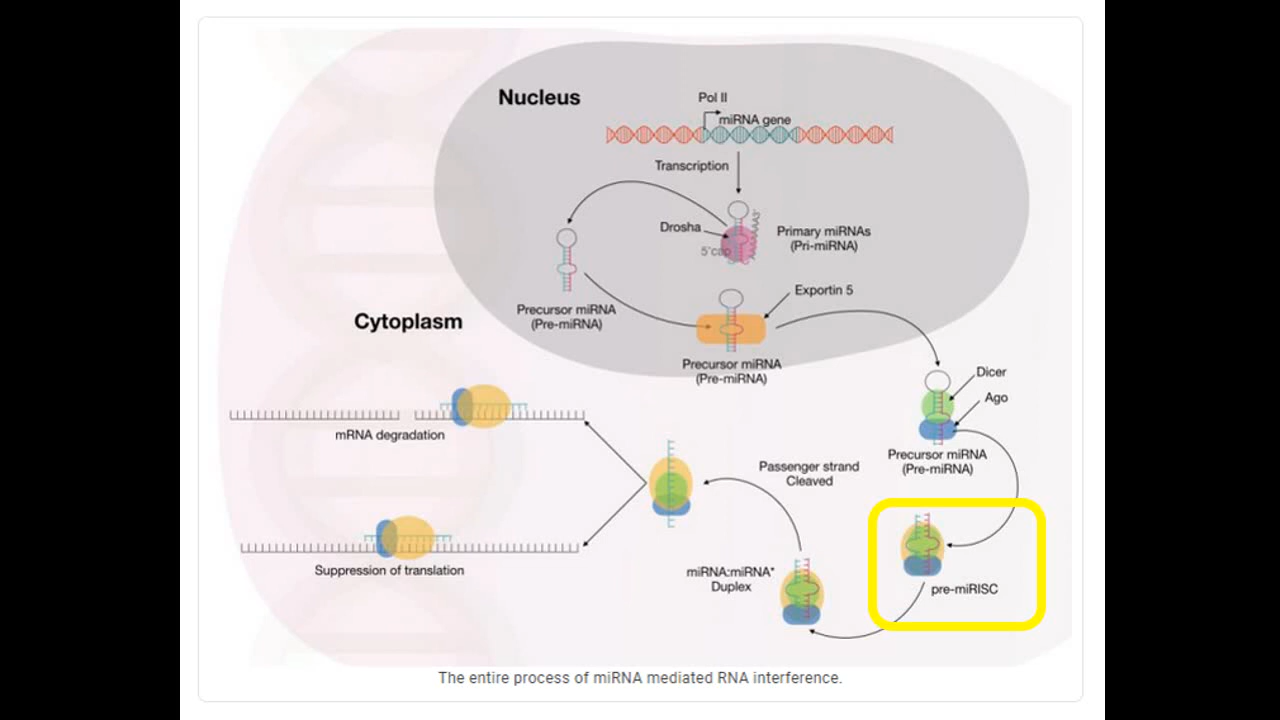 Nucleus
Pol II
miRNA gene
Transcription
Drosha
5'cap
3'
Primary miRNAs
(Pri-miRNA)
Exportin 5
Precursor miRNA
(Pre-miRNA)
Cytoplasm
Precursor miRNA
(Pre-miRNA)
Dicer
Ago
Precursor miRNA
(Pre-miRNA)
mRNA degradation
Passenger strand
Cleaved
Suppression of translation
miRNA:miRNA*
Duplex
pre-miRISC
The entire process of miRNA mediated RNA interference.